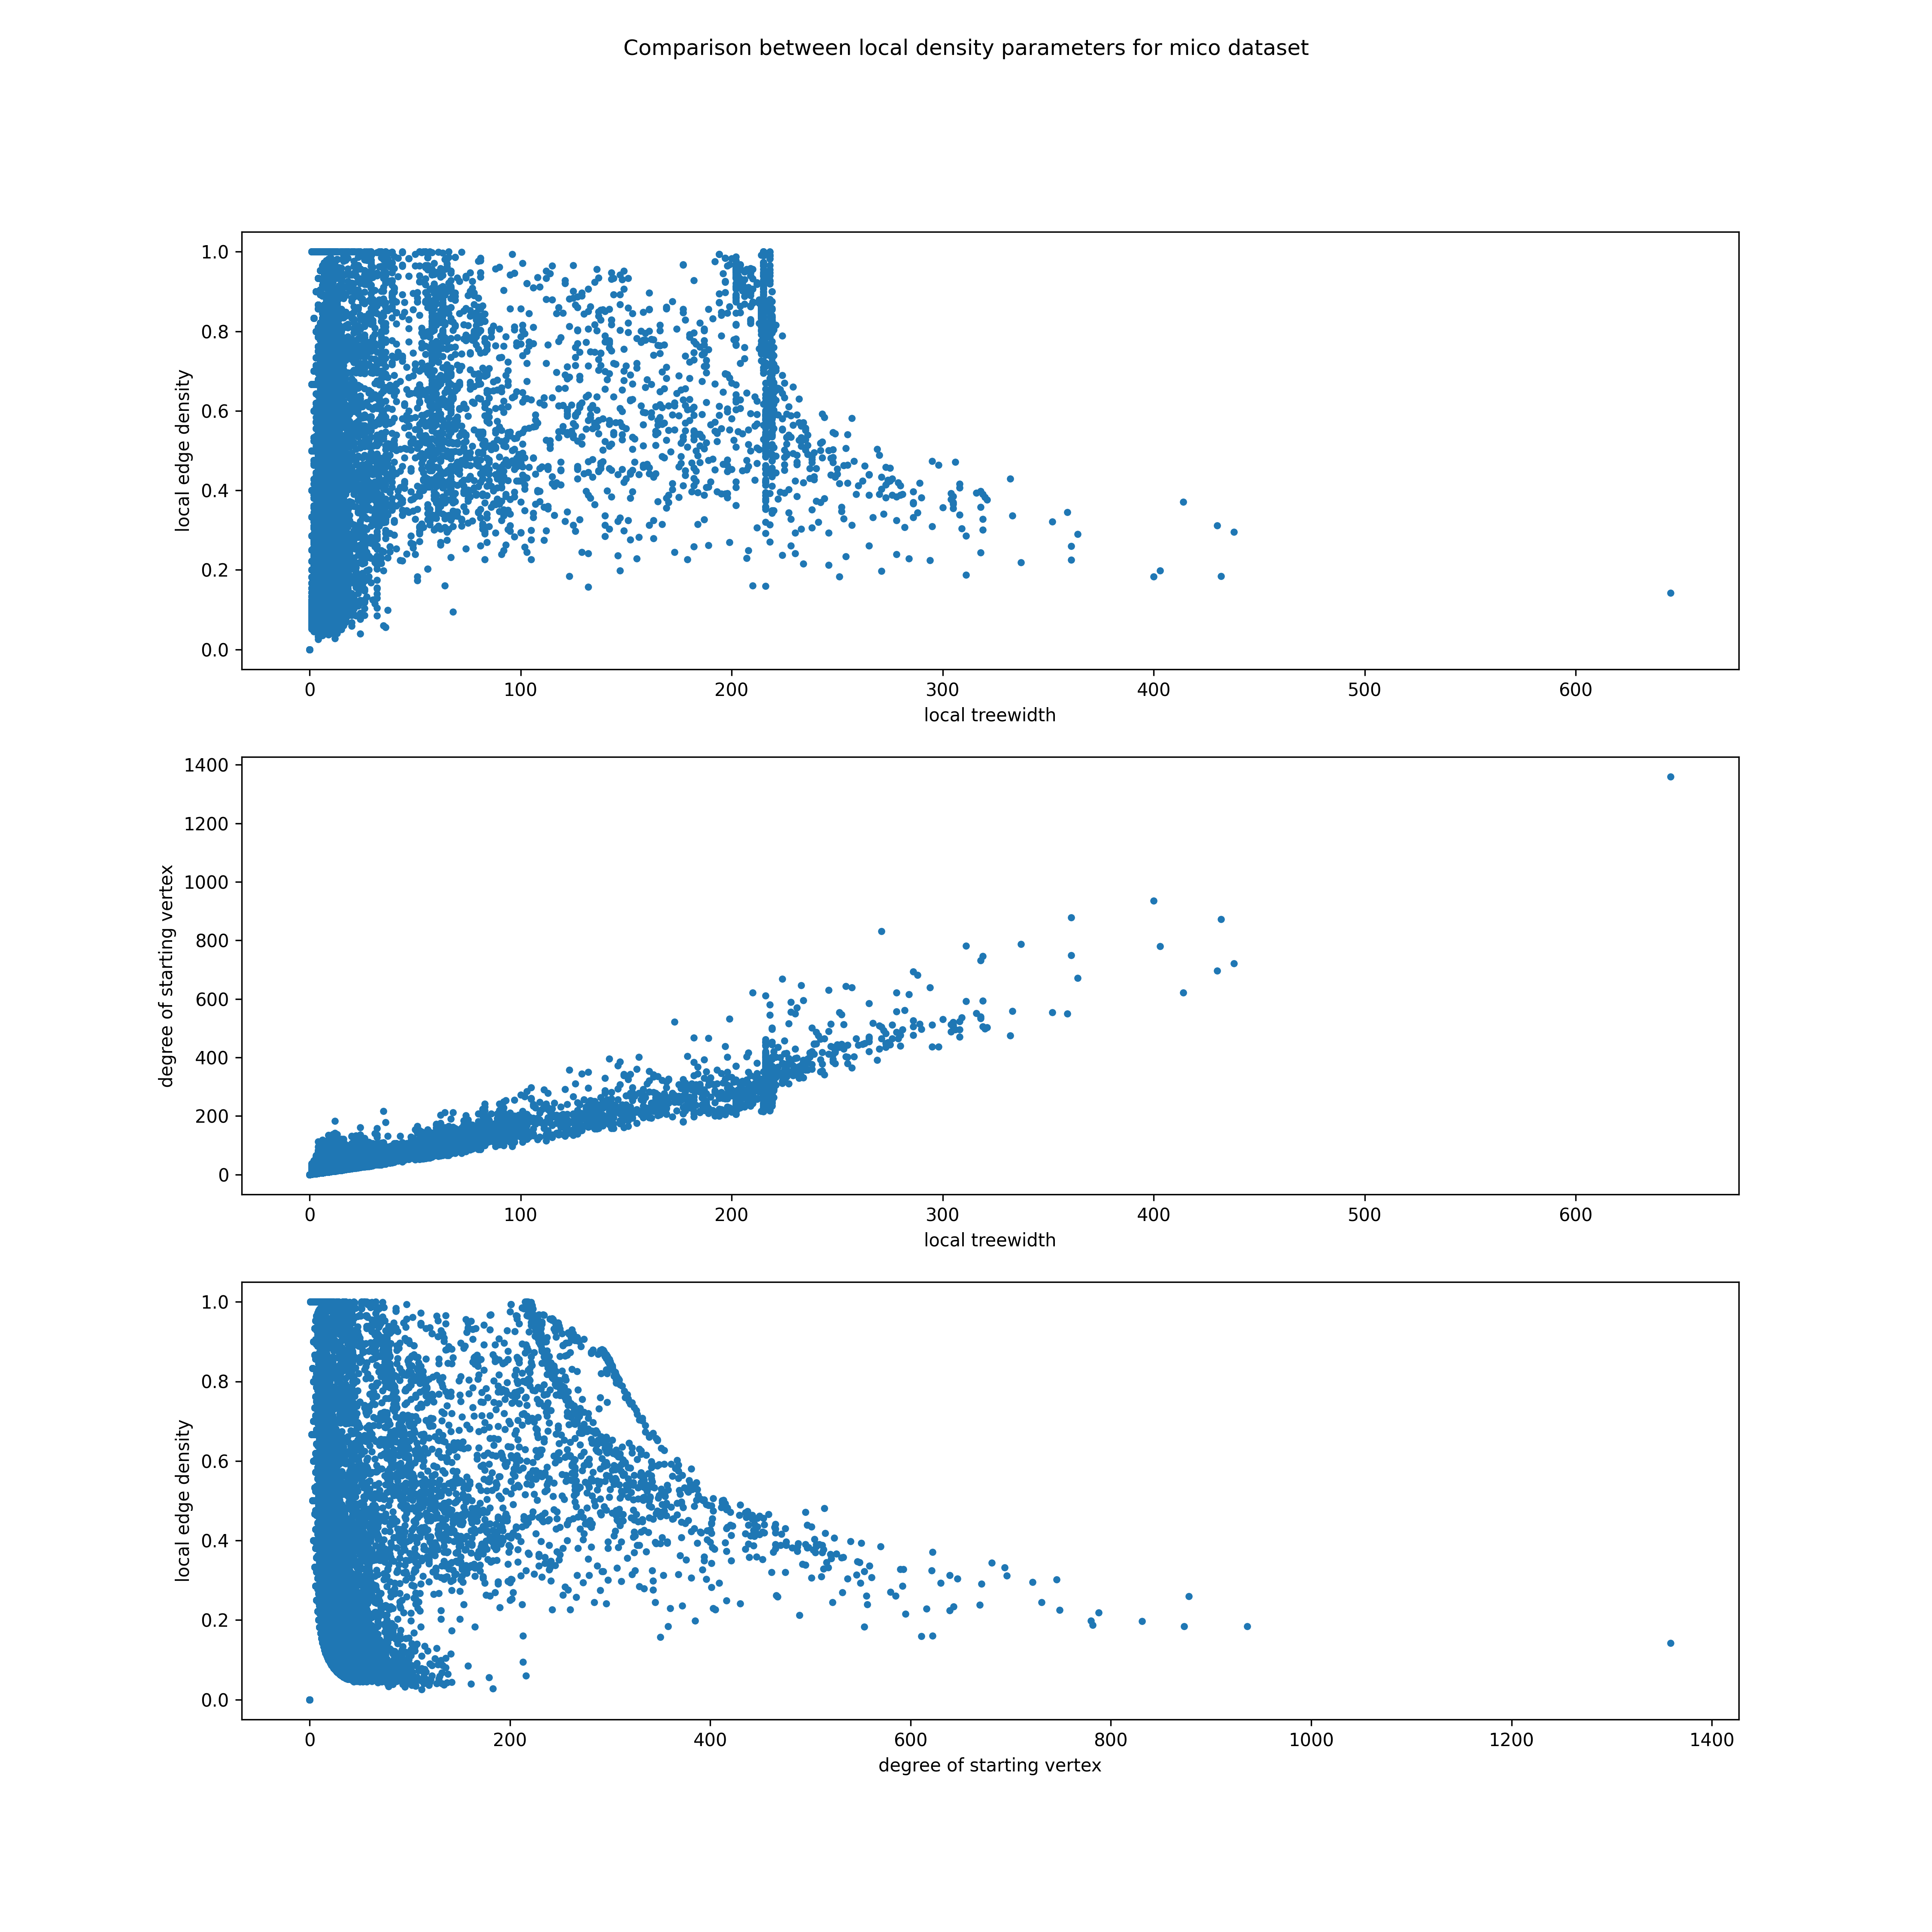 Comparison between local density parameters for mico dataset
1.0
0.8
0.6
0.4
0.2
0.0
local edge density
0 100 200 300 400 500 600
local treewidth
1400
1200
1000
800
600
400
200
0
degree of starting vertex
0 100 200 300 400 500 600
local treewidth
1.0
0.8
0.6
0.4
0.2
0.0
local edge density
0 200 400 600 800 1000 1200 1400
degree of starting vertex